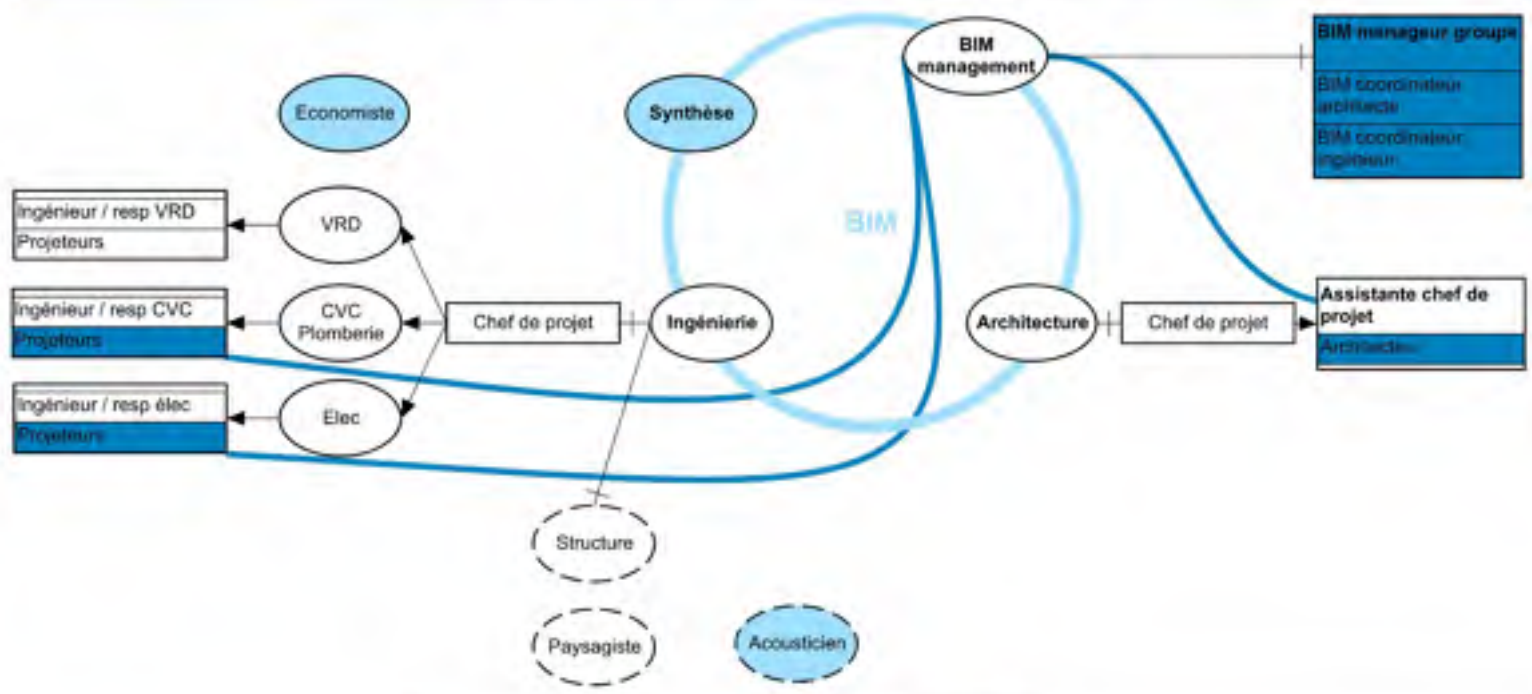 BIM
management
BIM manageur groupe
BIM coordinateur
architecte
BIM coordinateur
ingénieur
Economiste
Synthèse
Ingénieur / resp VRD
Projeteurs
VRD
BIM
Ingénieur / resp CVC
Projeteurs
CVC
Plomberie
Chef de projet
Ingénierie
Architecture
Chef de projet
Assistante chef de
projet
Architectes
Ingénieur / resp élec
Projeteurs
Elec
Structure
Paysagiste
Acousticien